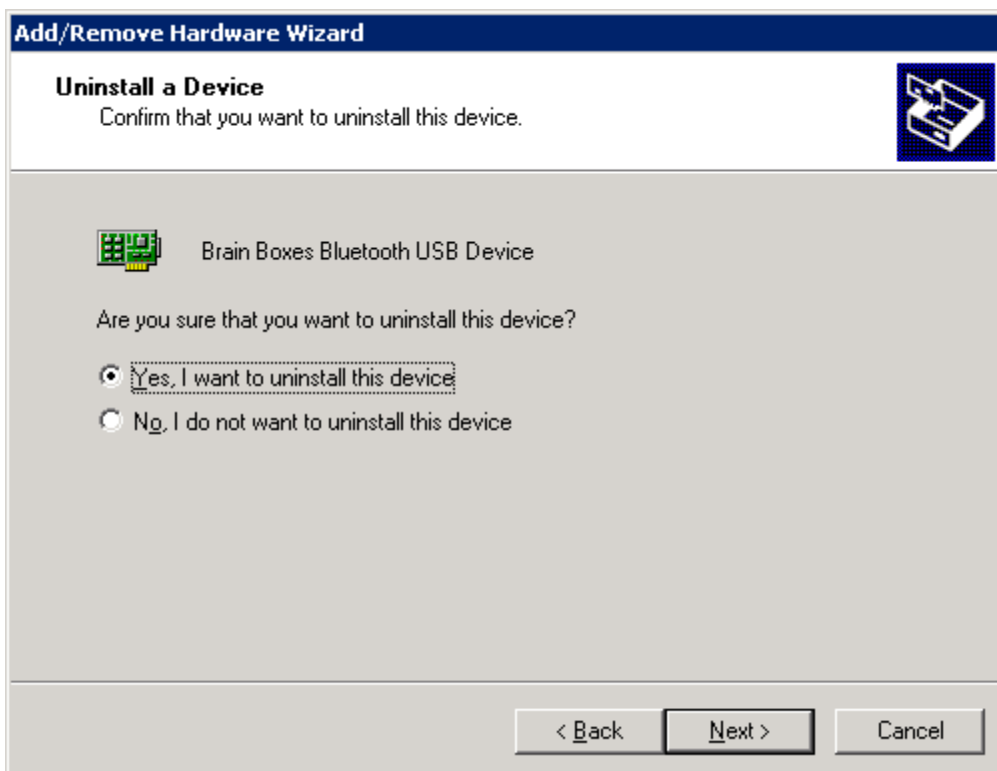 Add/Remove Hardware Wizard
Uninstall a Device
Confirm that you want to uninstall this device.
Brain Boxes Bluetooth USB Device
Are you sure that you want to uninstall this device?
Yes, I want to uninstall this device
No, I do not want to uninstall this device
< Back Next > Cancel